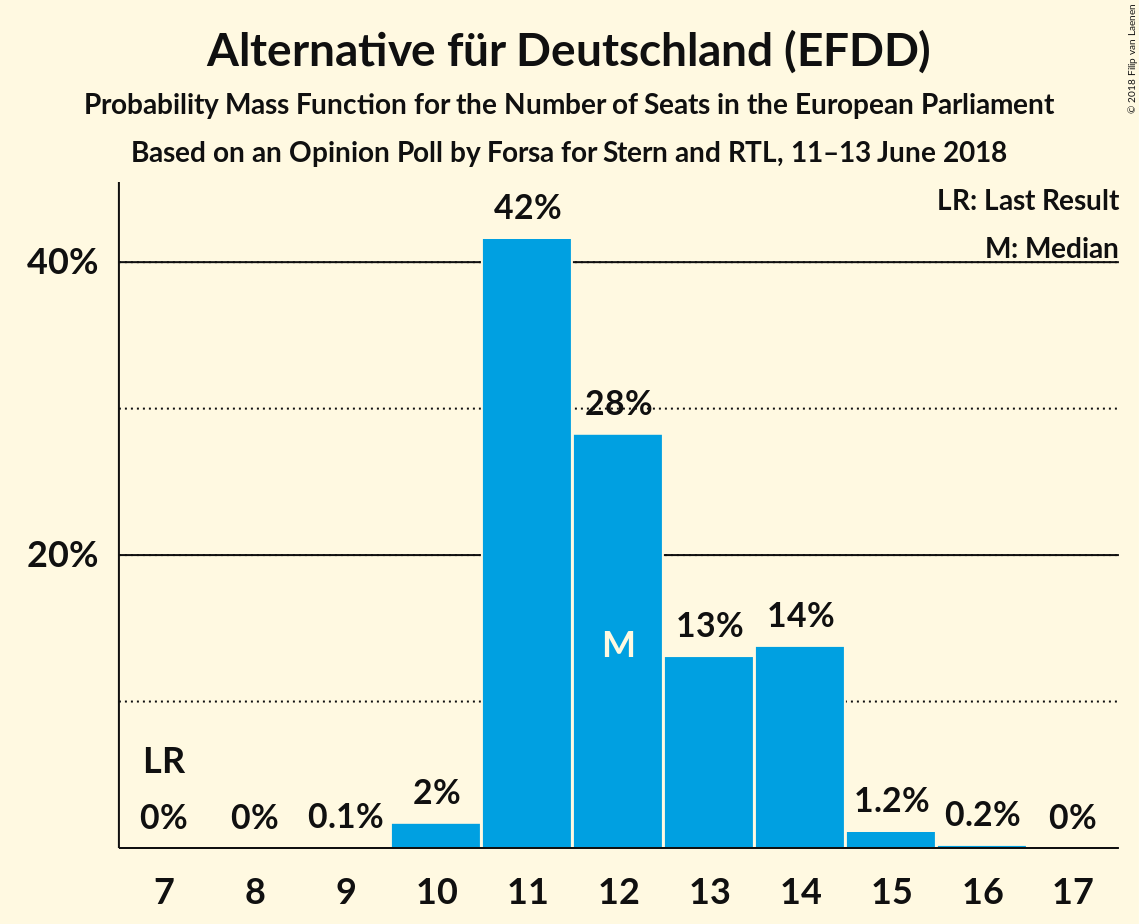 Alternative für Deutschland (EFDD)
Probability Mass Function for the Number of Seats in the European Parliament
Based on an Opinion Poll by Forsa for Stern and RTL, 11–13 June 2018
© 2018 Filip van Laenen
LR: Last Result
M: Median
40%
20%
42%
28%
M
13%
14%
LR
0%
0%
0.1%
2%
1.2%
0.2%
0%
7 8 9 10 11 12 13 14 15 16 17